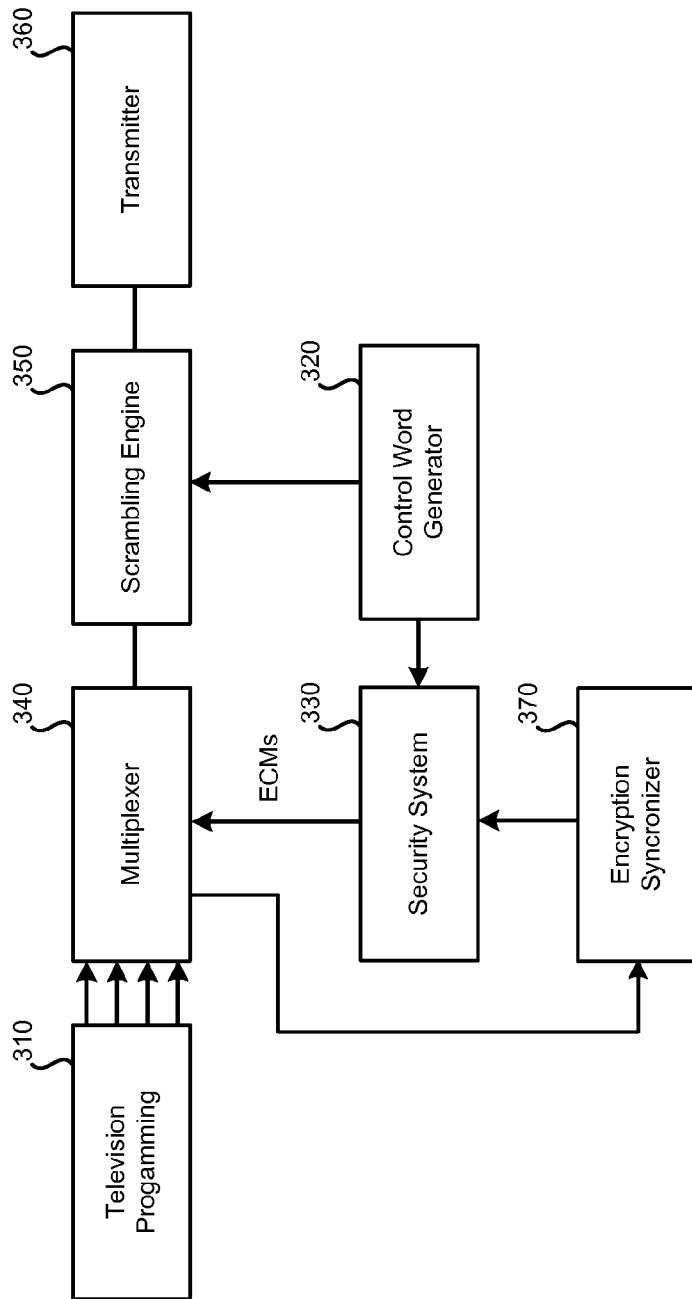 310
Television
Progamming
340
Multiplexer
350
Scrambling Engine
360
Transmitter
ECMs
330
Security System
320
Control Word
Generator
370
Encryption
Syncronizer